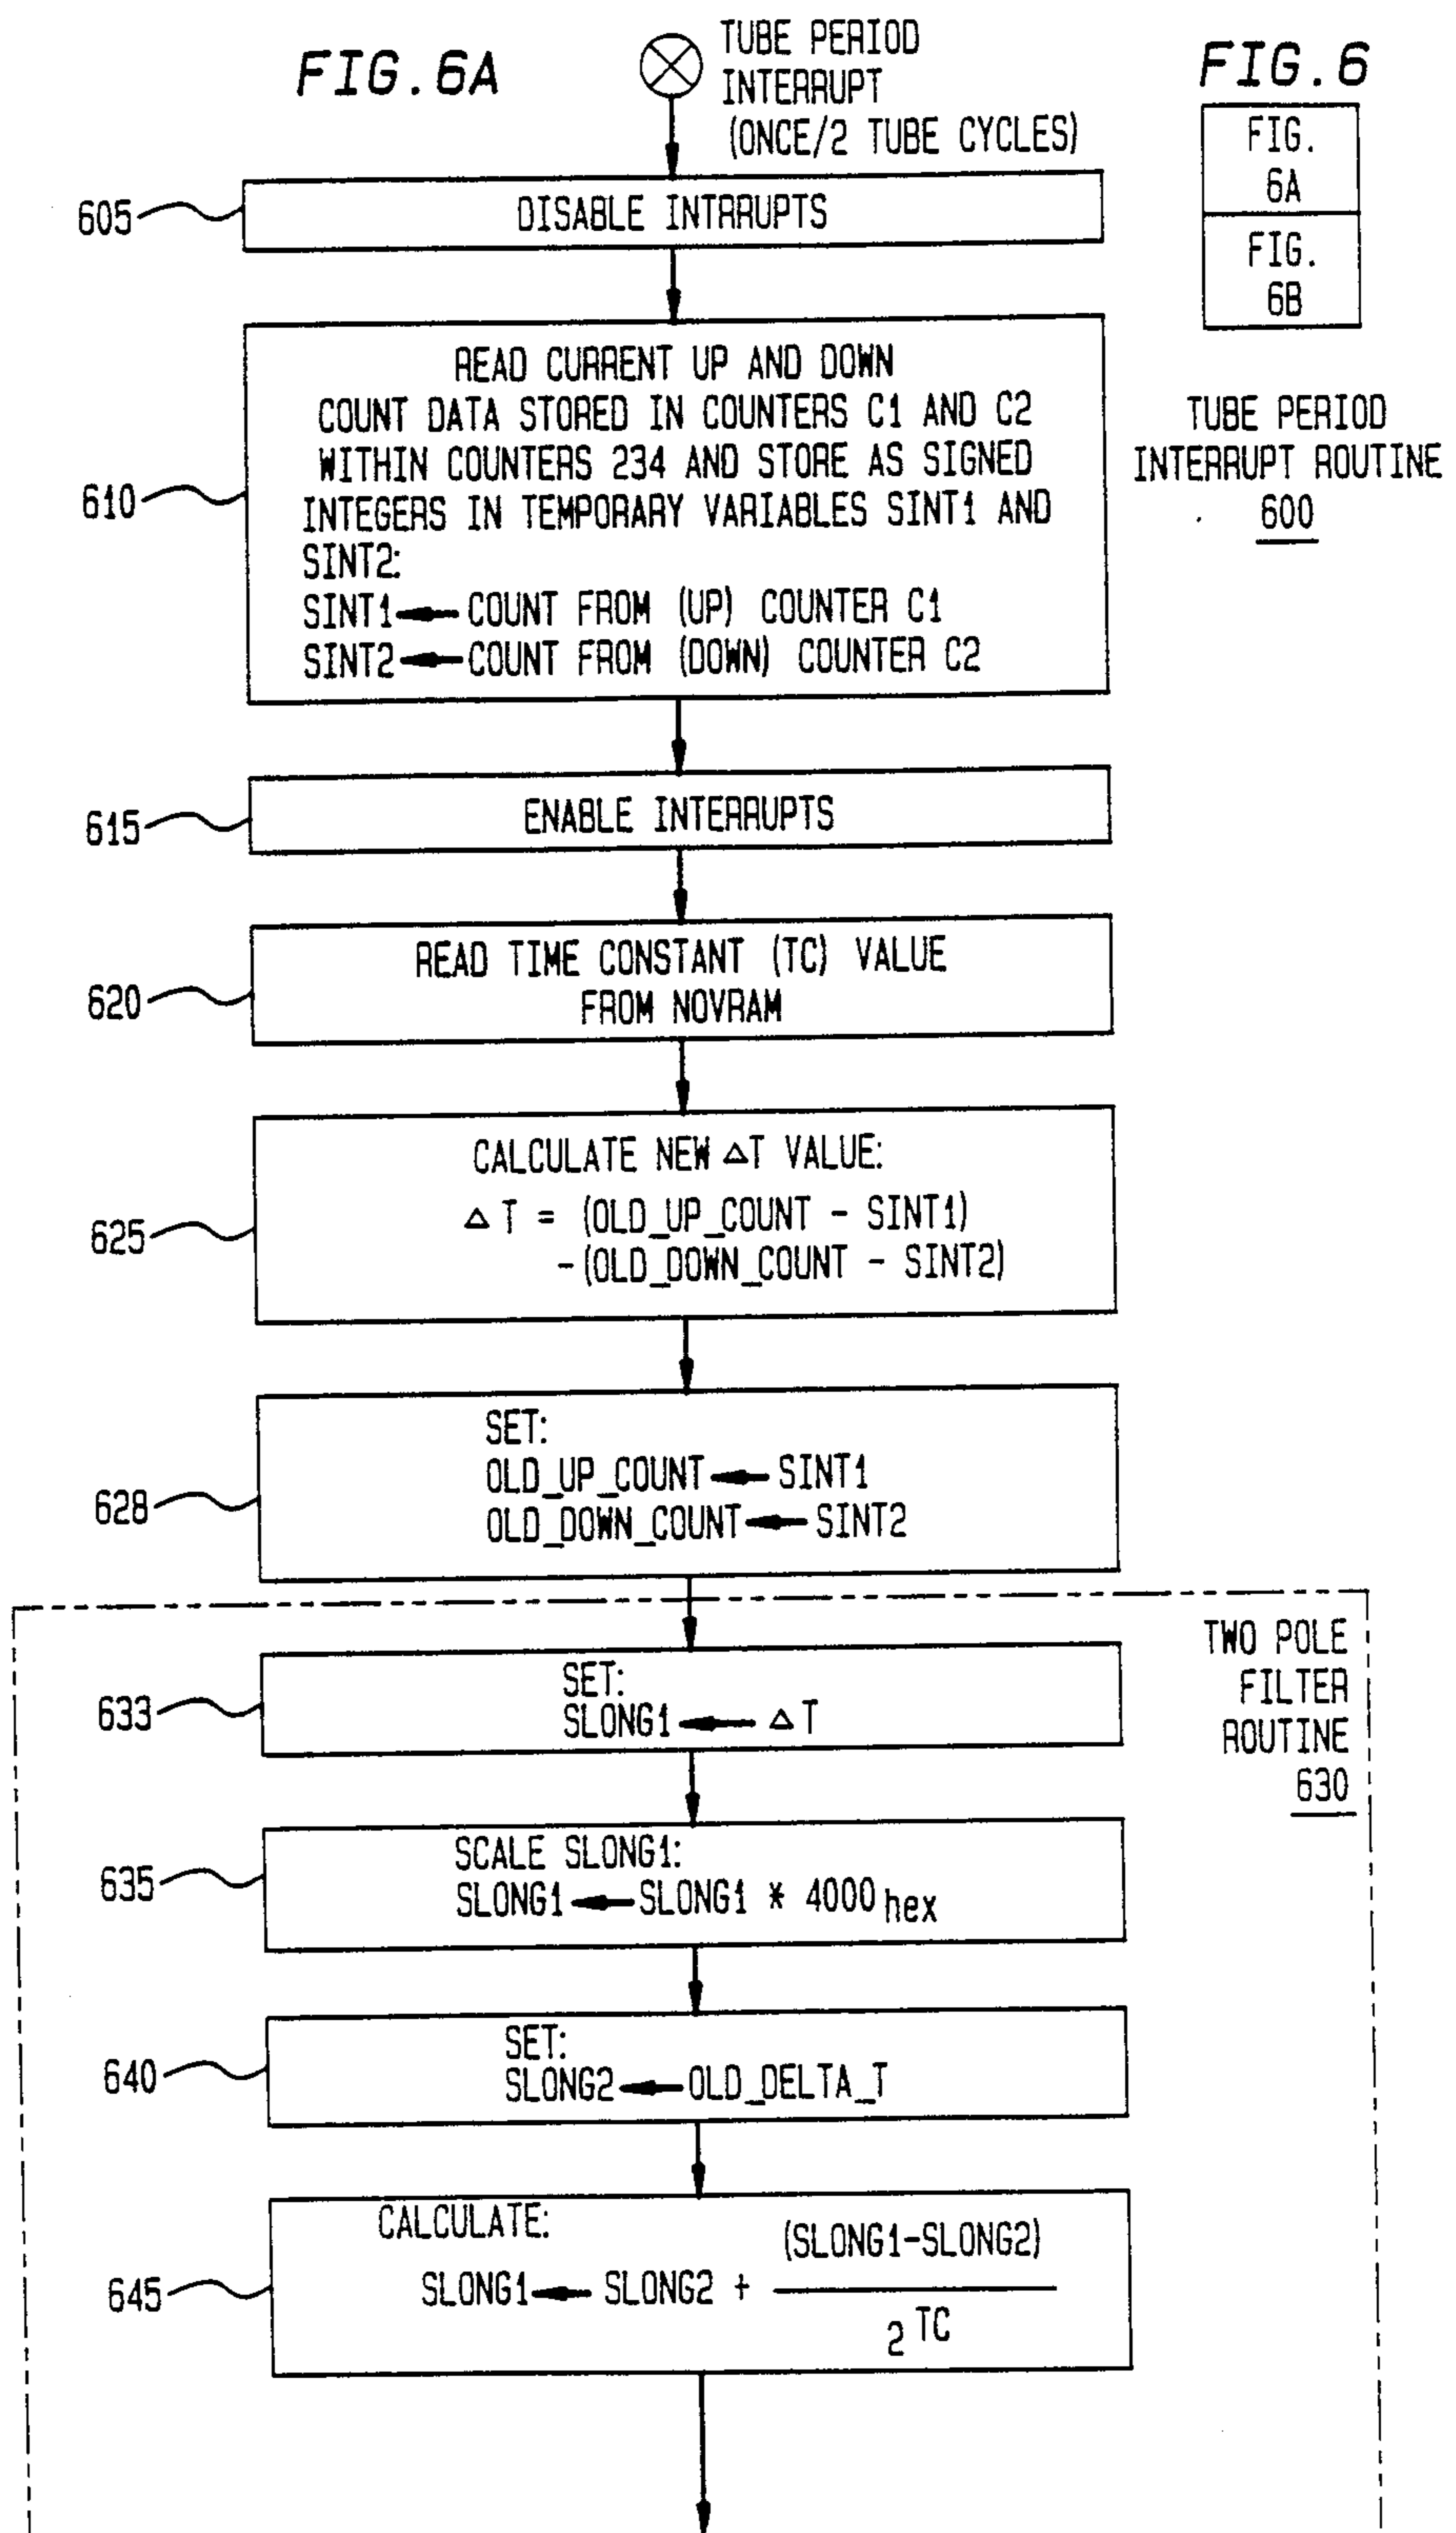 FIG. 6A
TUBE PERIOD
INTERRUPT
(ONCE/2 TUBE CYCLES)
FIG. 6
FIG.
6A
FIG.
6B
TUBE PERIOD
INTERRUPT ROUTINE
600
605
DISABLE INTRRUPTS
610
READ CURRENT UP AND DOWN
COUNT DATA STORED IN COUNTERS C1 AND C2
WITHIN COUNTERS 234 AND STORE AS SIGNED
INTEGERS IN TEMPORARY VARIABLES SINT1 AND
SINT2:
SINT1 ← COUNT FROM (UP) COUNTER C1
SINT2 ← COUNT FROM (DOWN) COUNTER C2
615
ENABLE INTERRUPTS
620
READ TIME CONSTANT (TC) VALUE
FROM NOVRAM
625
CALCULATE NEW ΔT VALUE:
ΔT = (OLD_UP_COUNT - SINT1)
-(OLD_DOWN_COUNT - SINT2)
628
SET:
OLD_UP_COUNT ← SINT1
OLD_DOWN_COUNT ← SINT2
TWO POLE
FILTER
ROUTINE
630
633
SET:
SLONG1 ← ΔT
635
SCALE SLONG1:
SLONG1 ← SLONG1 * 4000 hex
640
SET:
SLONG2 ← OLD_DELTA_T
645
CALCULATE:
(SLONG1-SLONG2)
SLONG1 ← SLONG2 +
2 TC